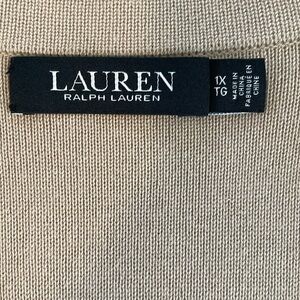 LAUREN
RALPH LAUREN
1X
TG
MADE IN
CHINA
FABRIQUÉ EN
CHINE